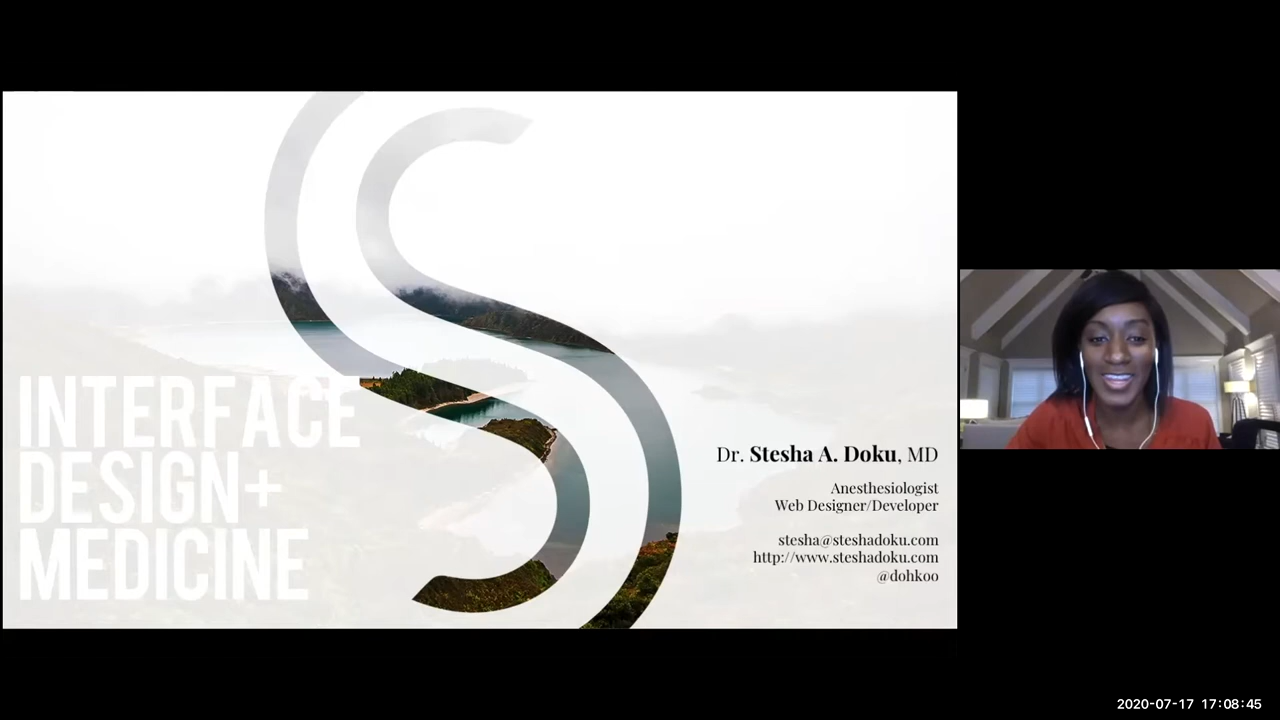 INTERFACE
DESIGN+
MEDICINE
Dr. Stesha A. Doku, MD
Anesthesiologist
Web Designer/Developer
stesha@steshadoku.com
http://www.steshadoku.com
@dohkoo
2020-07-17 17:08:45